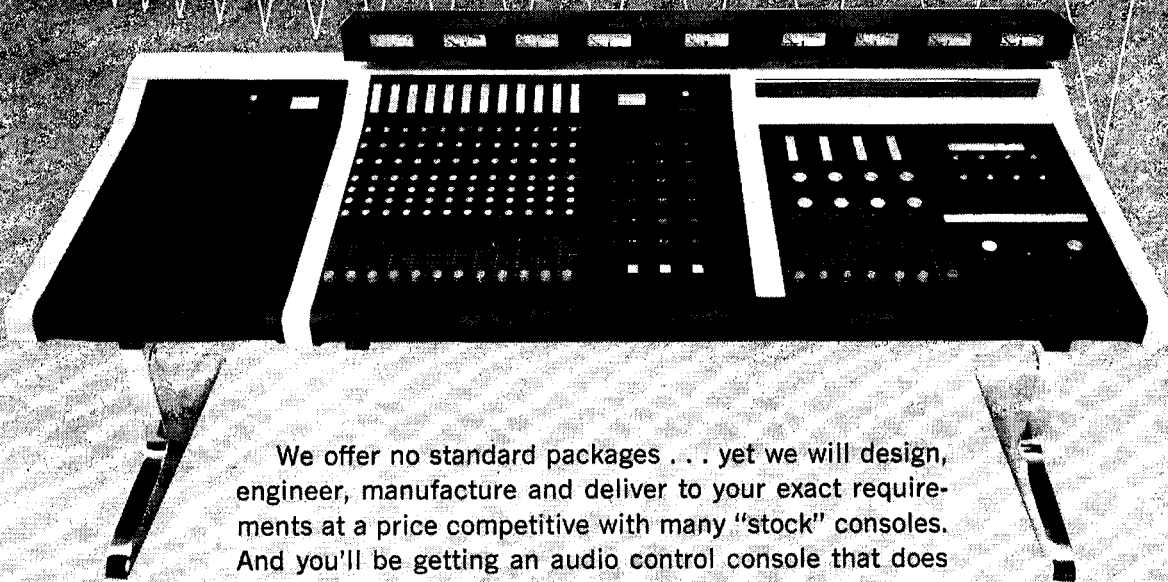 We offer no standard packages . . . yet we will design,
engineer, manufacture and deliver to your exact require-
ments at a price competitive with many "stock" consoles.
And you'll be getting an audio control console that does